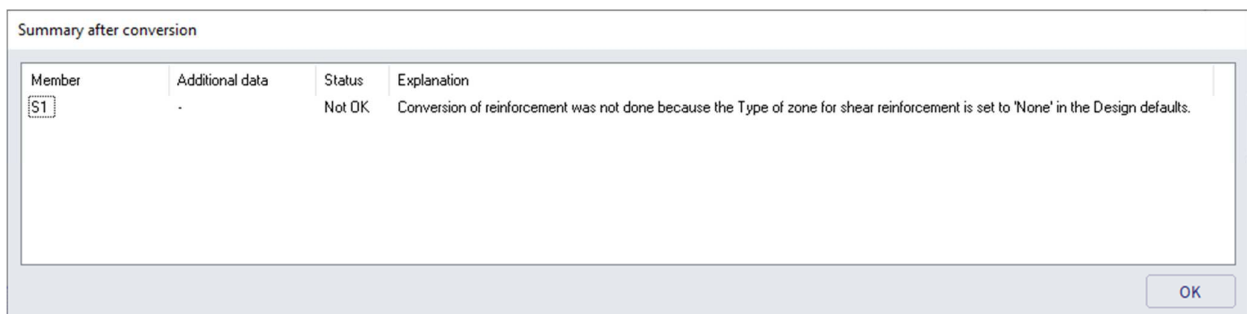 Summary after conversion
Member Additional data Status Explanation
S1 - Not OK Conversion of reinforcement was not done because the Type of zone for shear reinforcement is set to 'None' in the Design defaults.
OK